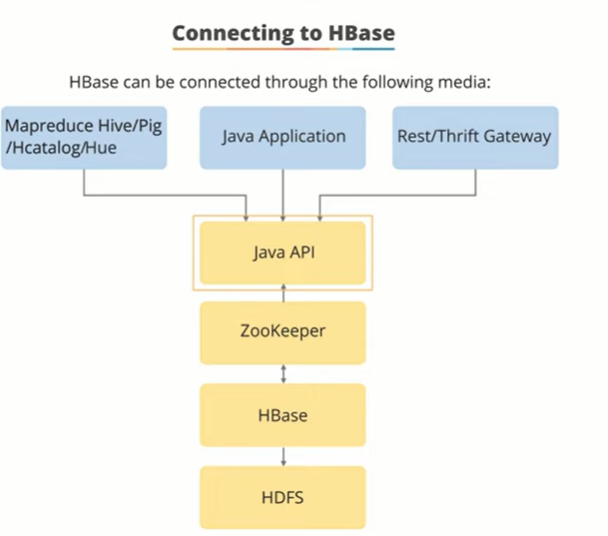 Connecting to HBase
HBase can be connected through the following media:
Mapreduce Hive/Pig
/Hcatalog/Hue
Java Application
Rest/Thrift Gateway
Java API
ZooKeeper
HBase
HDFS